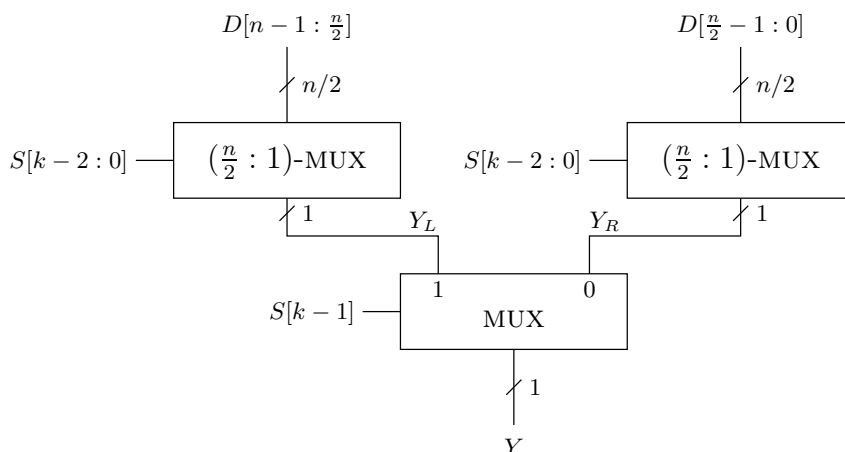 D[n − 1 : n/2] D[n/2 − 1 : 0]
n/2 n/2
S[k − 2 : 0] (n/2 : 1)-MUX S[k − 2 : 0] (n/2 : 1)-MUX
1 1
Y_L Y_R
1 0
S[k − 1] MUX
1
Y